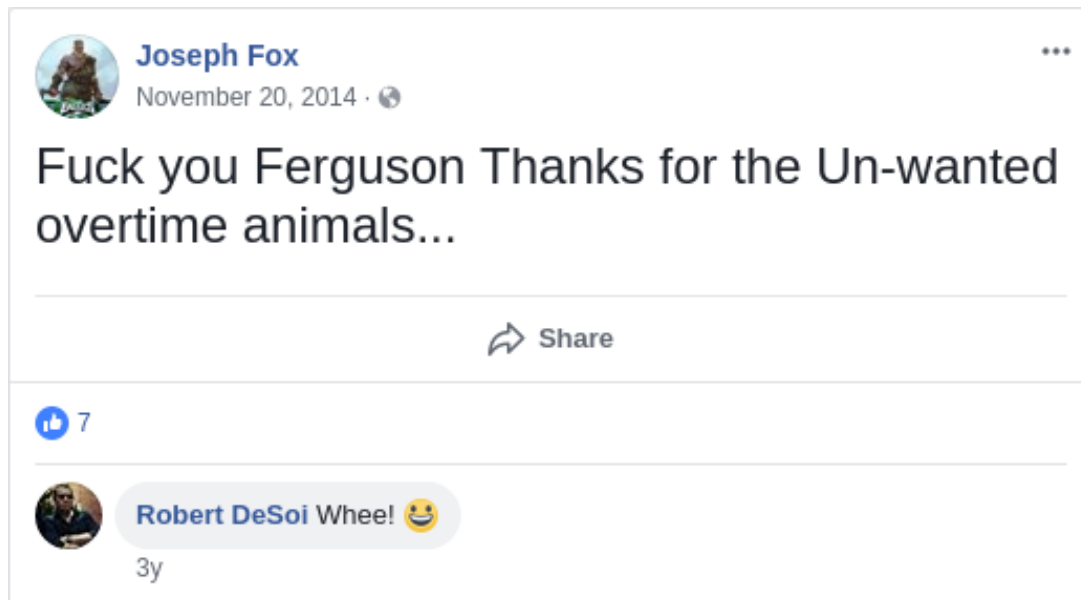 Joseph Fox
November 20, 2014 ·
Fuck you Ferguson Thanks for the Un-wanted
overtime animals...
Share
7
Robert DeSoi Whee! 😀
3y